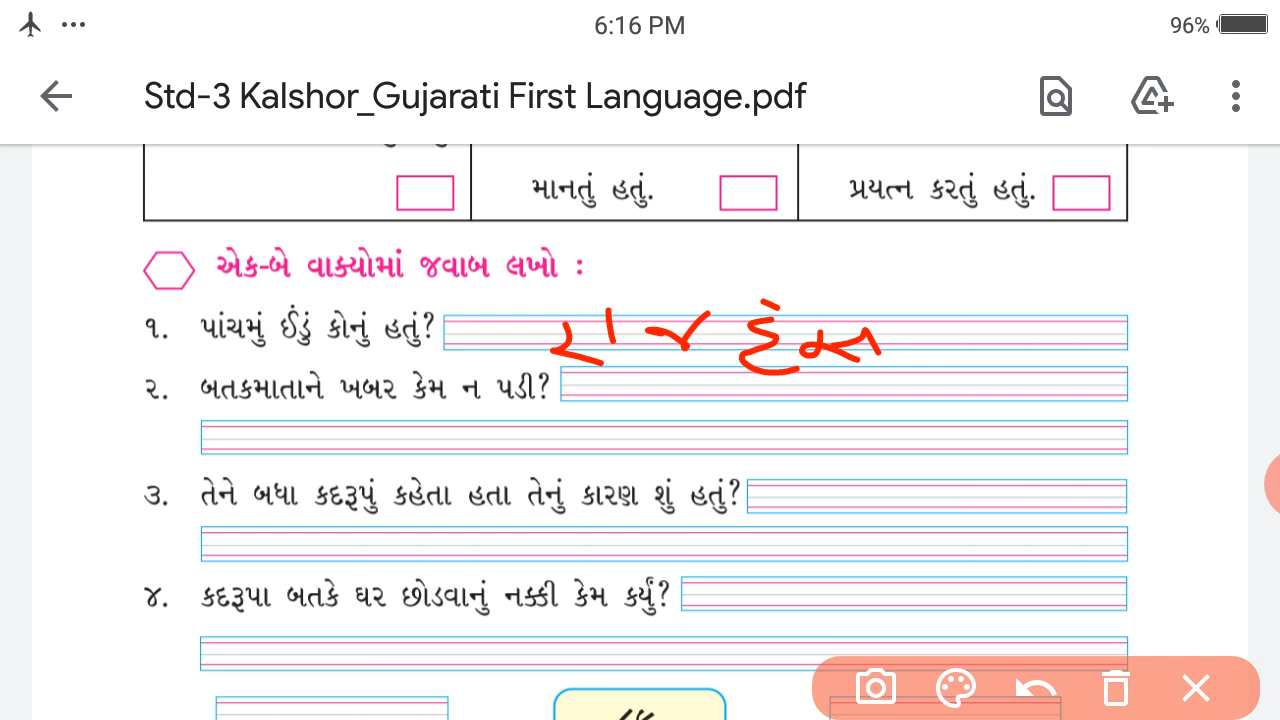 6:16 PM
96%
Std-3 Kalshor_Gujarati First Language.pdf
માનતું હતું.
પ્રયત્ન કરતું હતું.
એક-બે વાક્યોમાં જવાબ લખો :
૧. પાંચમું ઈંડું કોનું હતું? રાજહંસ
૨. બતકમાતાને ખબર કેમ ન પડી?
૩. તેને બધા કદરૂપું કહેતા હતા તેનું કારણ શું હતું?
૪. કદરૂપા બતકે ઘર છોડવાનું નક્કી કેમ કર્યું?